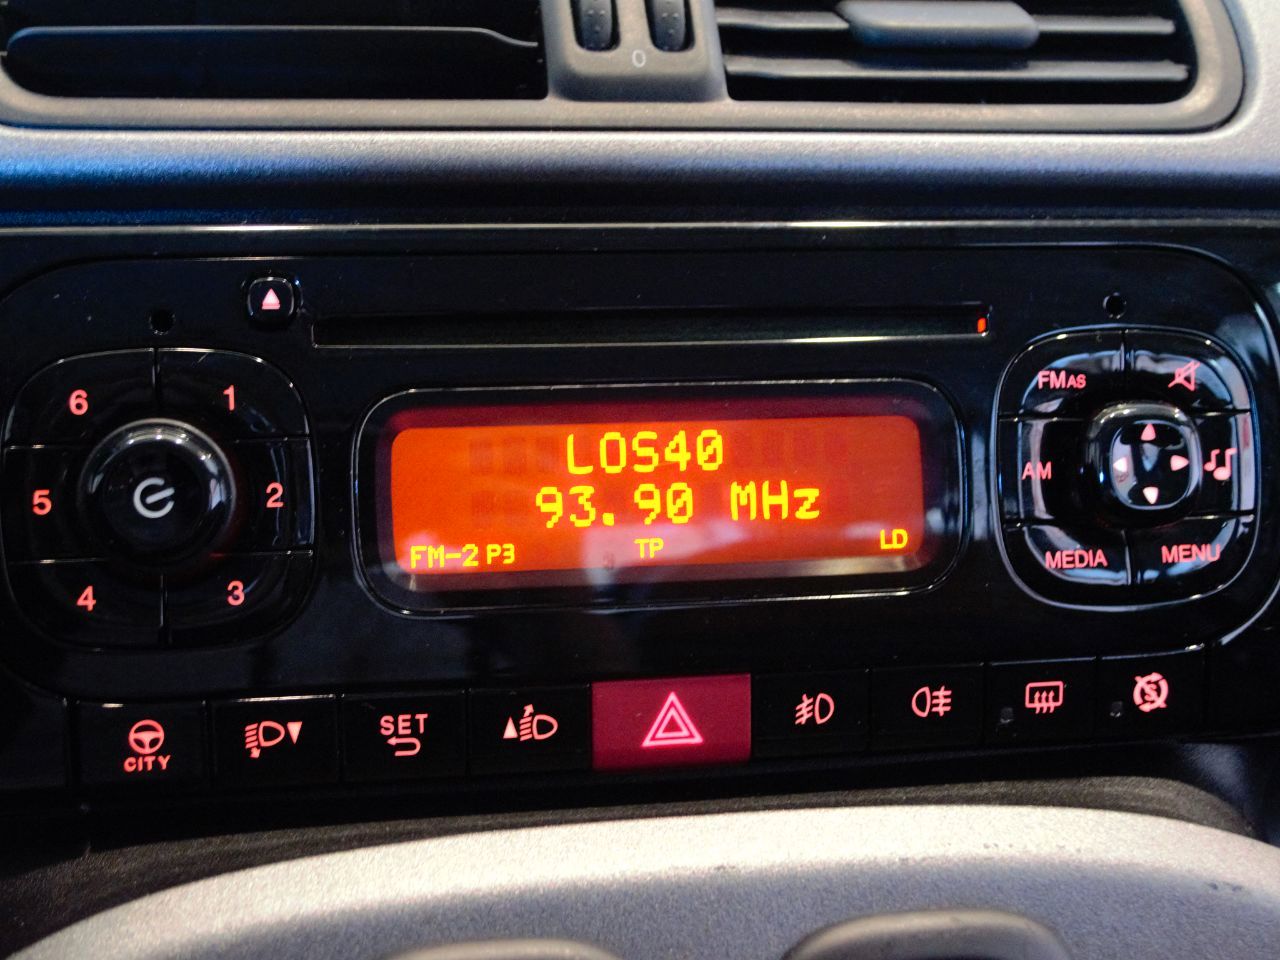 0
6 1
5 2
4 3
LOS40
93.90 MHz
FM-2 P3 TP LD
FMAS
AM
MEDIA MENU
CITY
SET